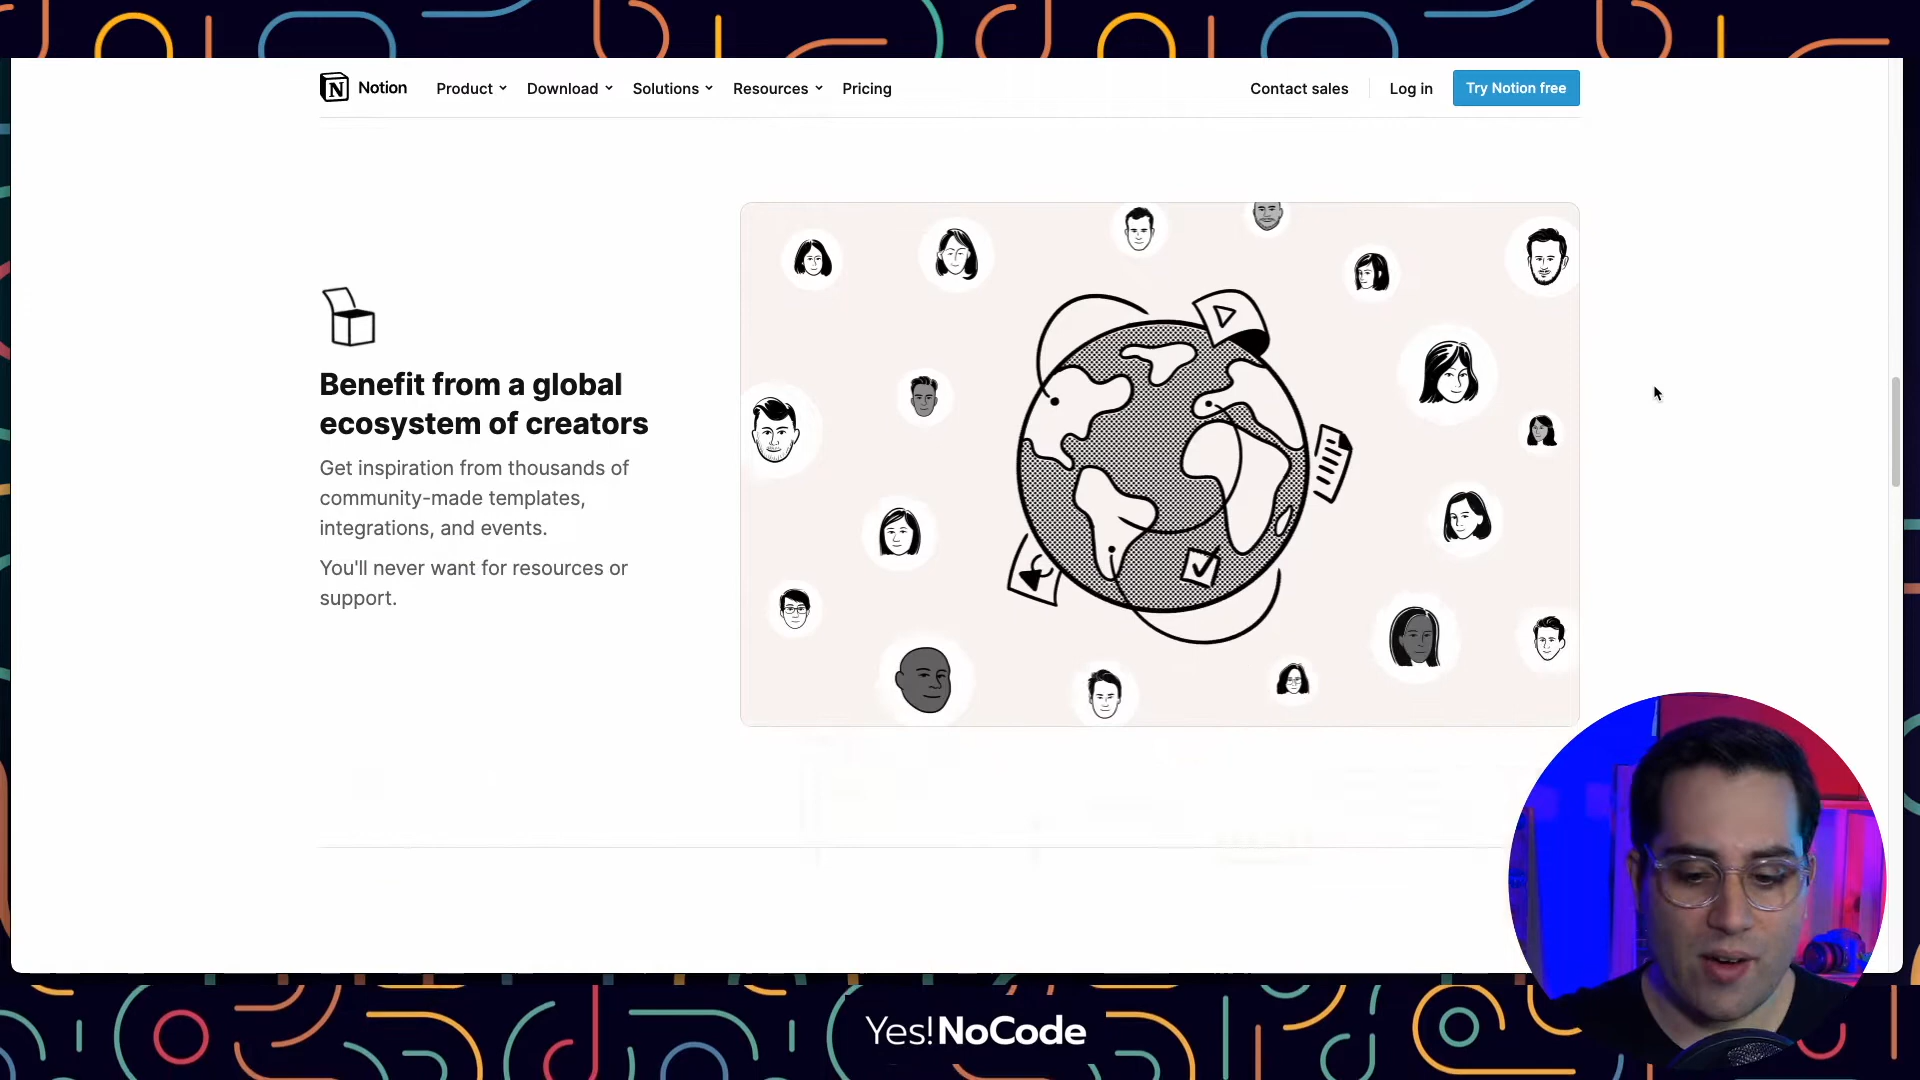 Notion
Product
Download
Solutions
Resources
Pricing
Contact sales
Log in
Try Notion free
Benefit from a global
ecosystem of creators
Get inspiration from thousands of
community-made templates,
integrations, and events.
You'll never want for resources or
support.
Yes!NoCode